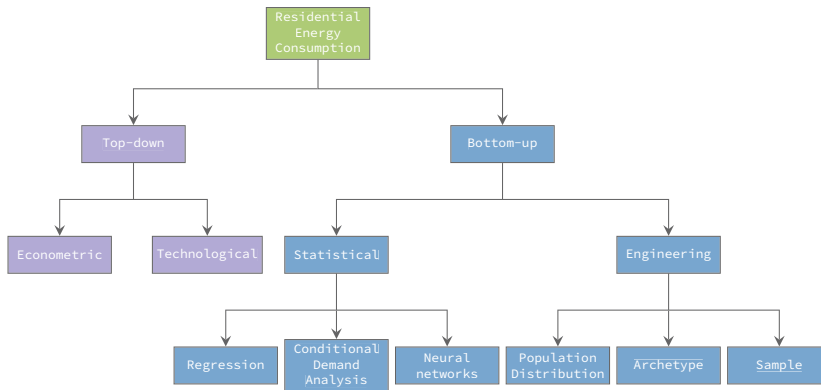 Residential
Energy
Consumption
Top-down
Bottom-up
Econometric
Technological
Statistical
Engineering
Regression
Conditional
Demand
Analysis
Neural
networks
Population
Distribution
Archetype
Sample